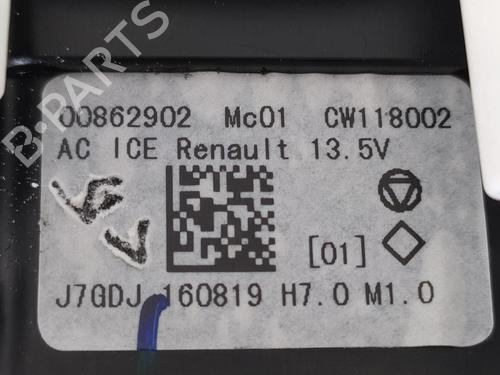 B-PARTS
00862902 Mc01 CW118002
AC ICE Renault 13.5V
[01]
J7GDJ 160819 H7.0 M1.0